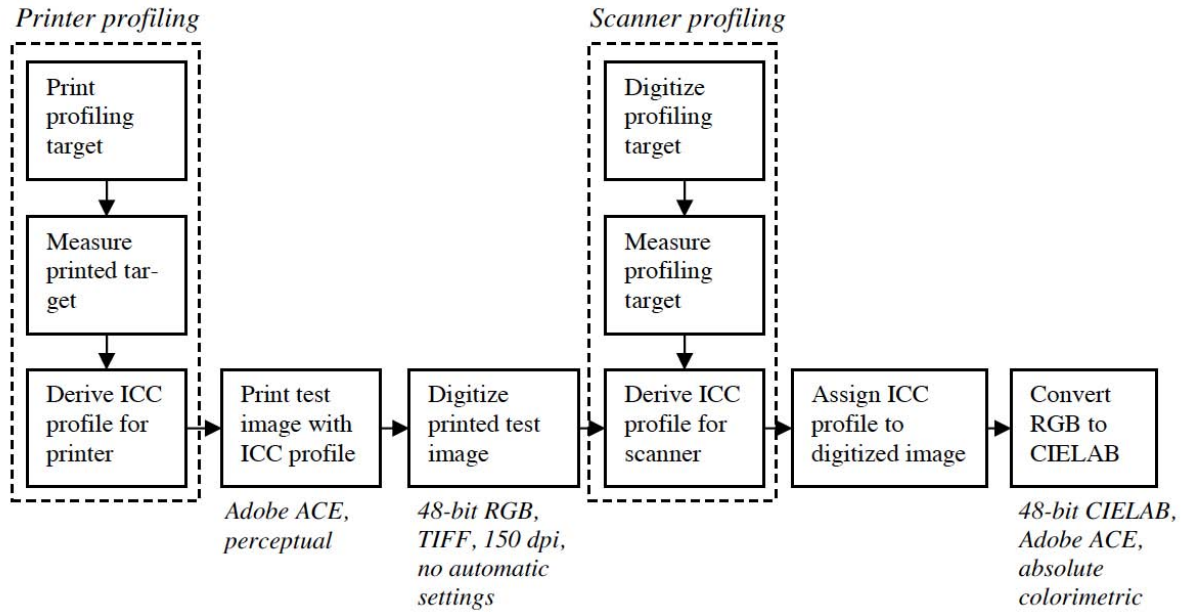 Printer profiling
Print
profiling
target
Measure
printed tar-
get
Derive ICC
profile for
printer
Print test
image with
ICC profile
Adobe ACE,
perceptual
Digitize
printed test
image
48-bit RGB,
TIFF, 150 dpi,
no automatic
settings
Scanner profiling
Digitize
profiling
target
Measure
profiling
target
Derive ICC
profile for
scanner
Assign ICC
profile to
digitized image
Convert
RGB to
CIELAB
48-bit CIELAB,
Adobe ACE,
absolute
colorimetric